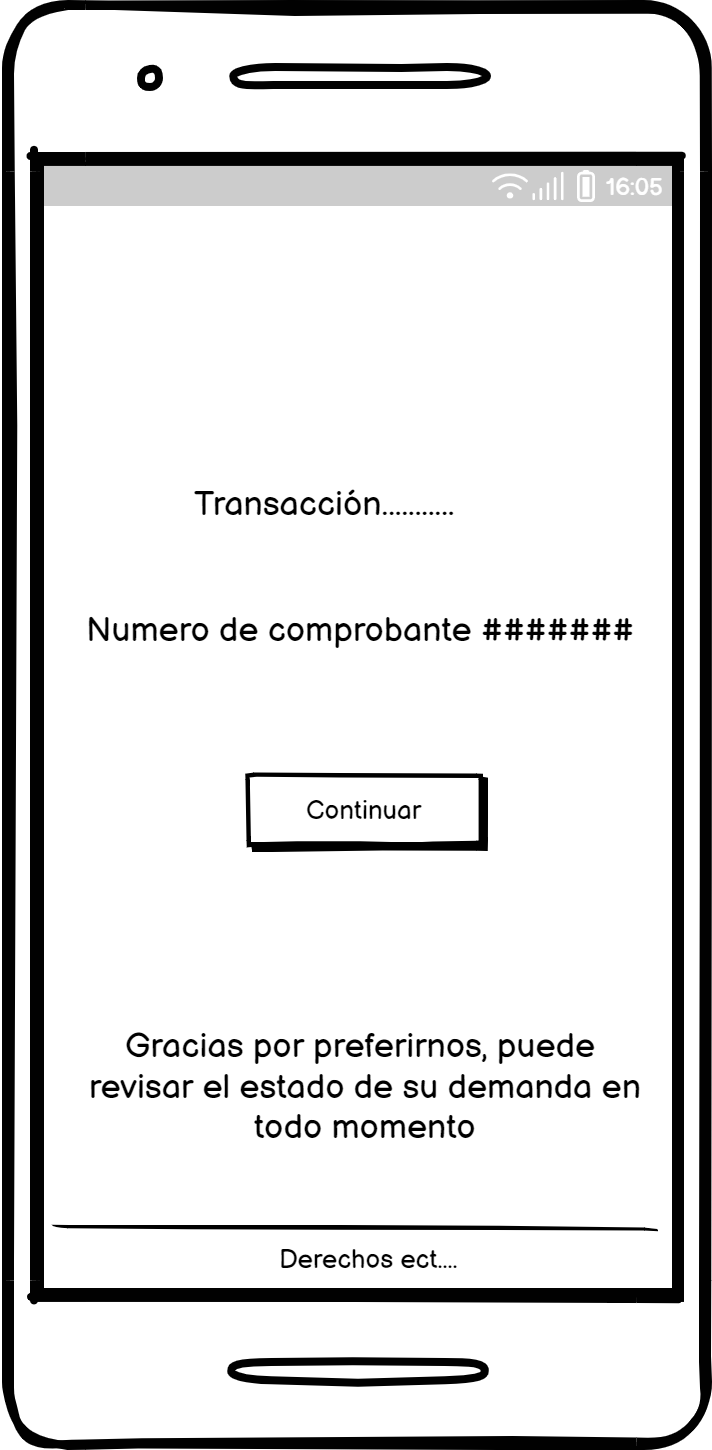 16:05
Transacción...........
Numero de comprobante #######
Continuar
Gracias por preferirnos, puede
revisar el estado de su demanda en
todo momento
Derechos ect....